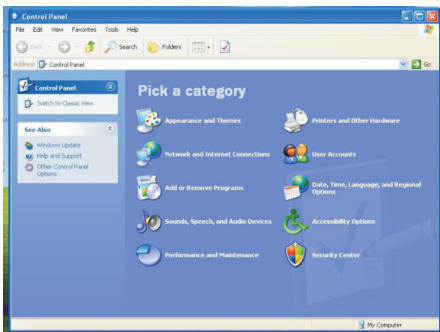 Control Panel
File Edit View Favorites Tools Help
Back Search Folders
Address Control Panel Go
Control Panel
Switch to Classic View
See Also
Windows Update
Help and Support
Other Control Panel
Options
Pick a category
Appearance and Themes
Printers and Other Hardware
Network and Internet Connections
User Accounts
Add or Remove Programs
Date, Time, Language, and Regional
Options
Sounds, Speech, and Audio Devices
Accessibility Options
Performance and Maintenance
Security Center
My Computer